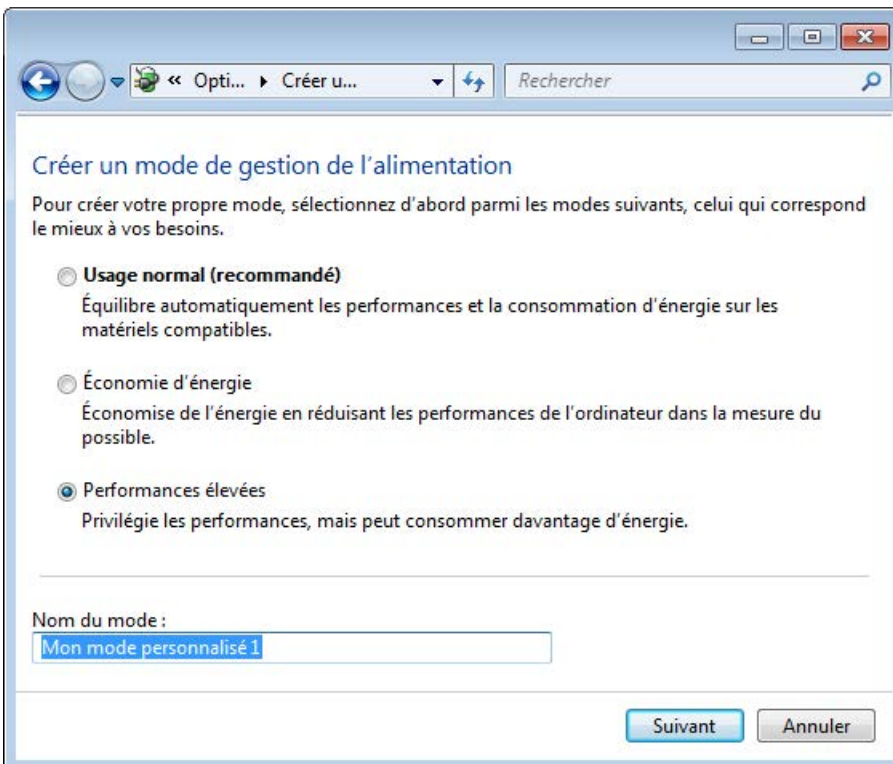 « Opti... Créer u... Rechercher
Créer un mode de gestion de l'alimentation
Pour créer votre propre mode, sélectionnez d'abord parmi les modes suivants, celui qui correspond
le mieux à vos besoins.
Usage normal (recommandé)
Équilibre automatiquement les performances et la consommation d'énergie sur les
matériels compatibles.
Économie d'énergie
Économise de l'énergie en réduisant les performances de l'ordinateur dans la mesure du
possible.
Performances élevées
Privilégie les performances, mais peut consommer davantage d'énergie.
Nom du mode :
Mon mode personnalisé 1
Suivant Annuler